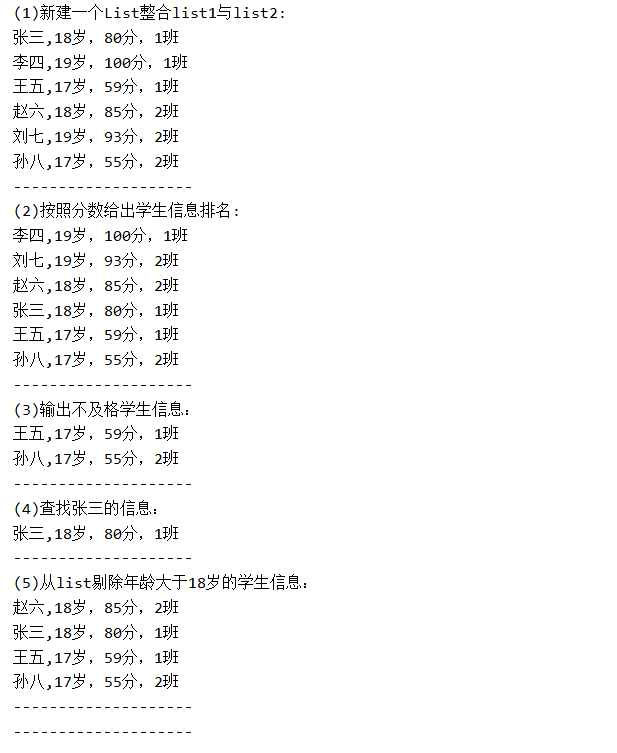 (1)新建一个List整合list1与list2:
张三,18岁，80分，1班
李四,19岁，100分，1班
王五,17岁，59分，1班
赵六,18岁，85分，2班
刘七,19岁，93分，2班
孙八,17岁，55分，2班
-------------------
(2)按照分数给出学生信息排名:
李四,19岁，100分，1班
刘七,19岁，93分，2班
赵六,18岁，85分，2班
张三,18岁，80分，1班
王五,17岁，59分，1班
孙八,17岁，55分，2班
-------------------
(3)输出不及格学生信息：
王五,17岁，59分，1班
孙八,17岁，55分，2班
-------------------
(4)查找张三的信息：
张三,18岁，80分，1班
-------------------
(5)从list剔除年龄大于18岁的学生信息：
赵六,18岁，85分，2班
张三,18岁，80分，1班
王五,17岁，59分，1班
孙八,17岁，55分，2班
-------------------
-------------------